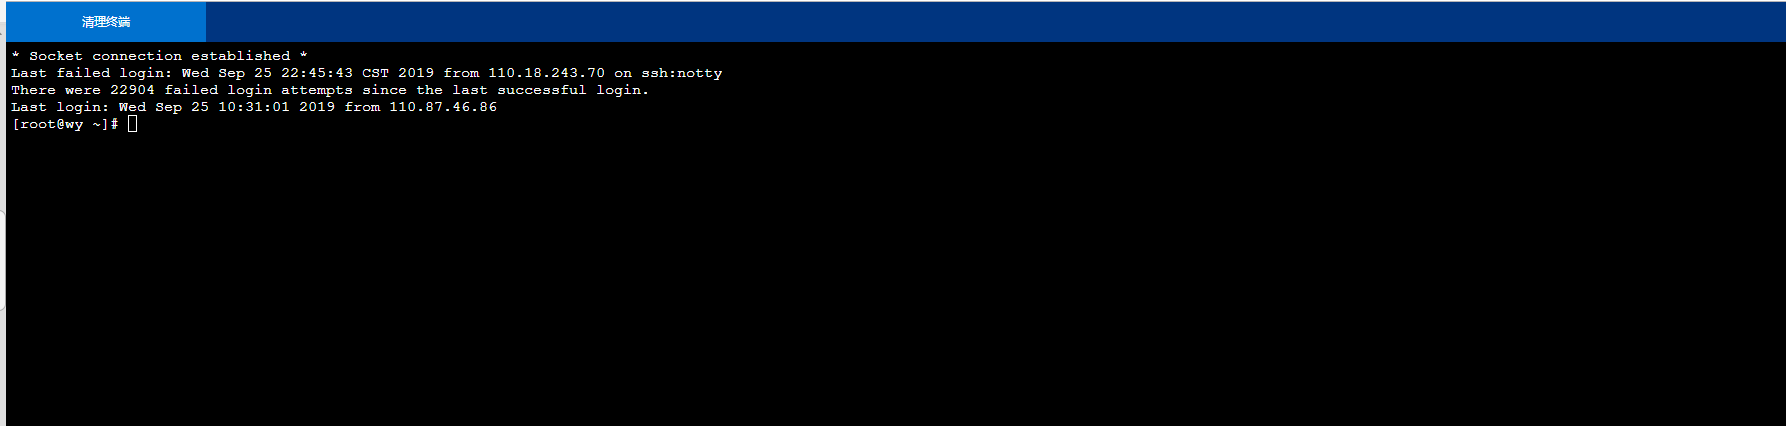 清理终端
* Socket connection established *
Last failed login: Wed Sep 25 22:45:43 CST 2019 from 110.18.243.70 on ssh:notty
There were 22904 failed login attempts since the last successful login.
Last login: Wed Sep 25 10:31:01 2019 from 110.87.46.86
[root@wy ~]#